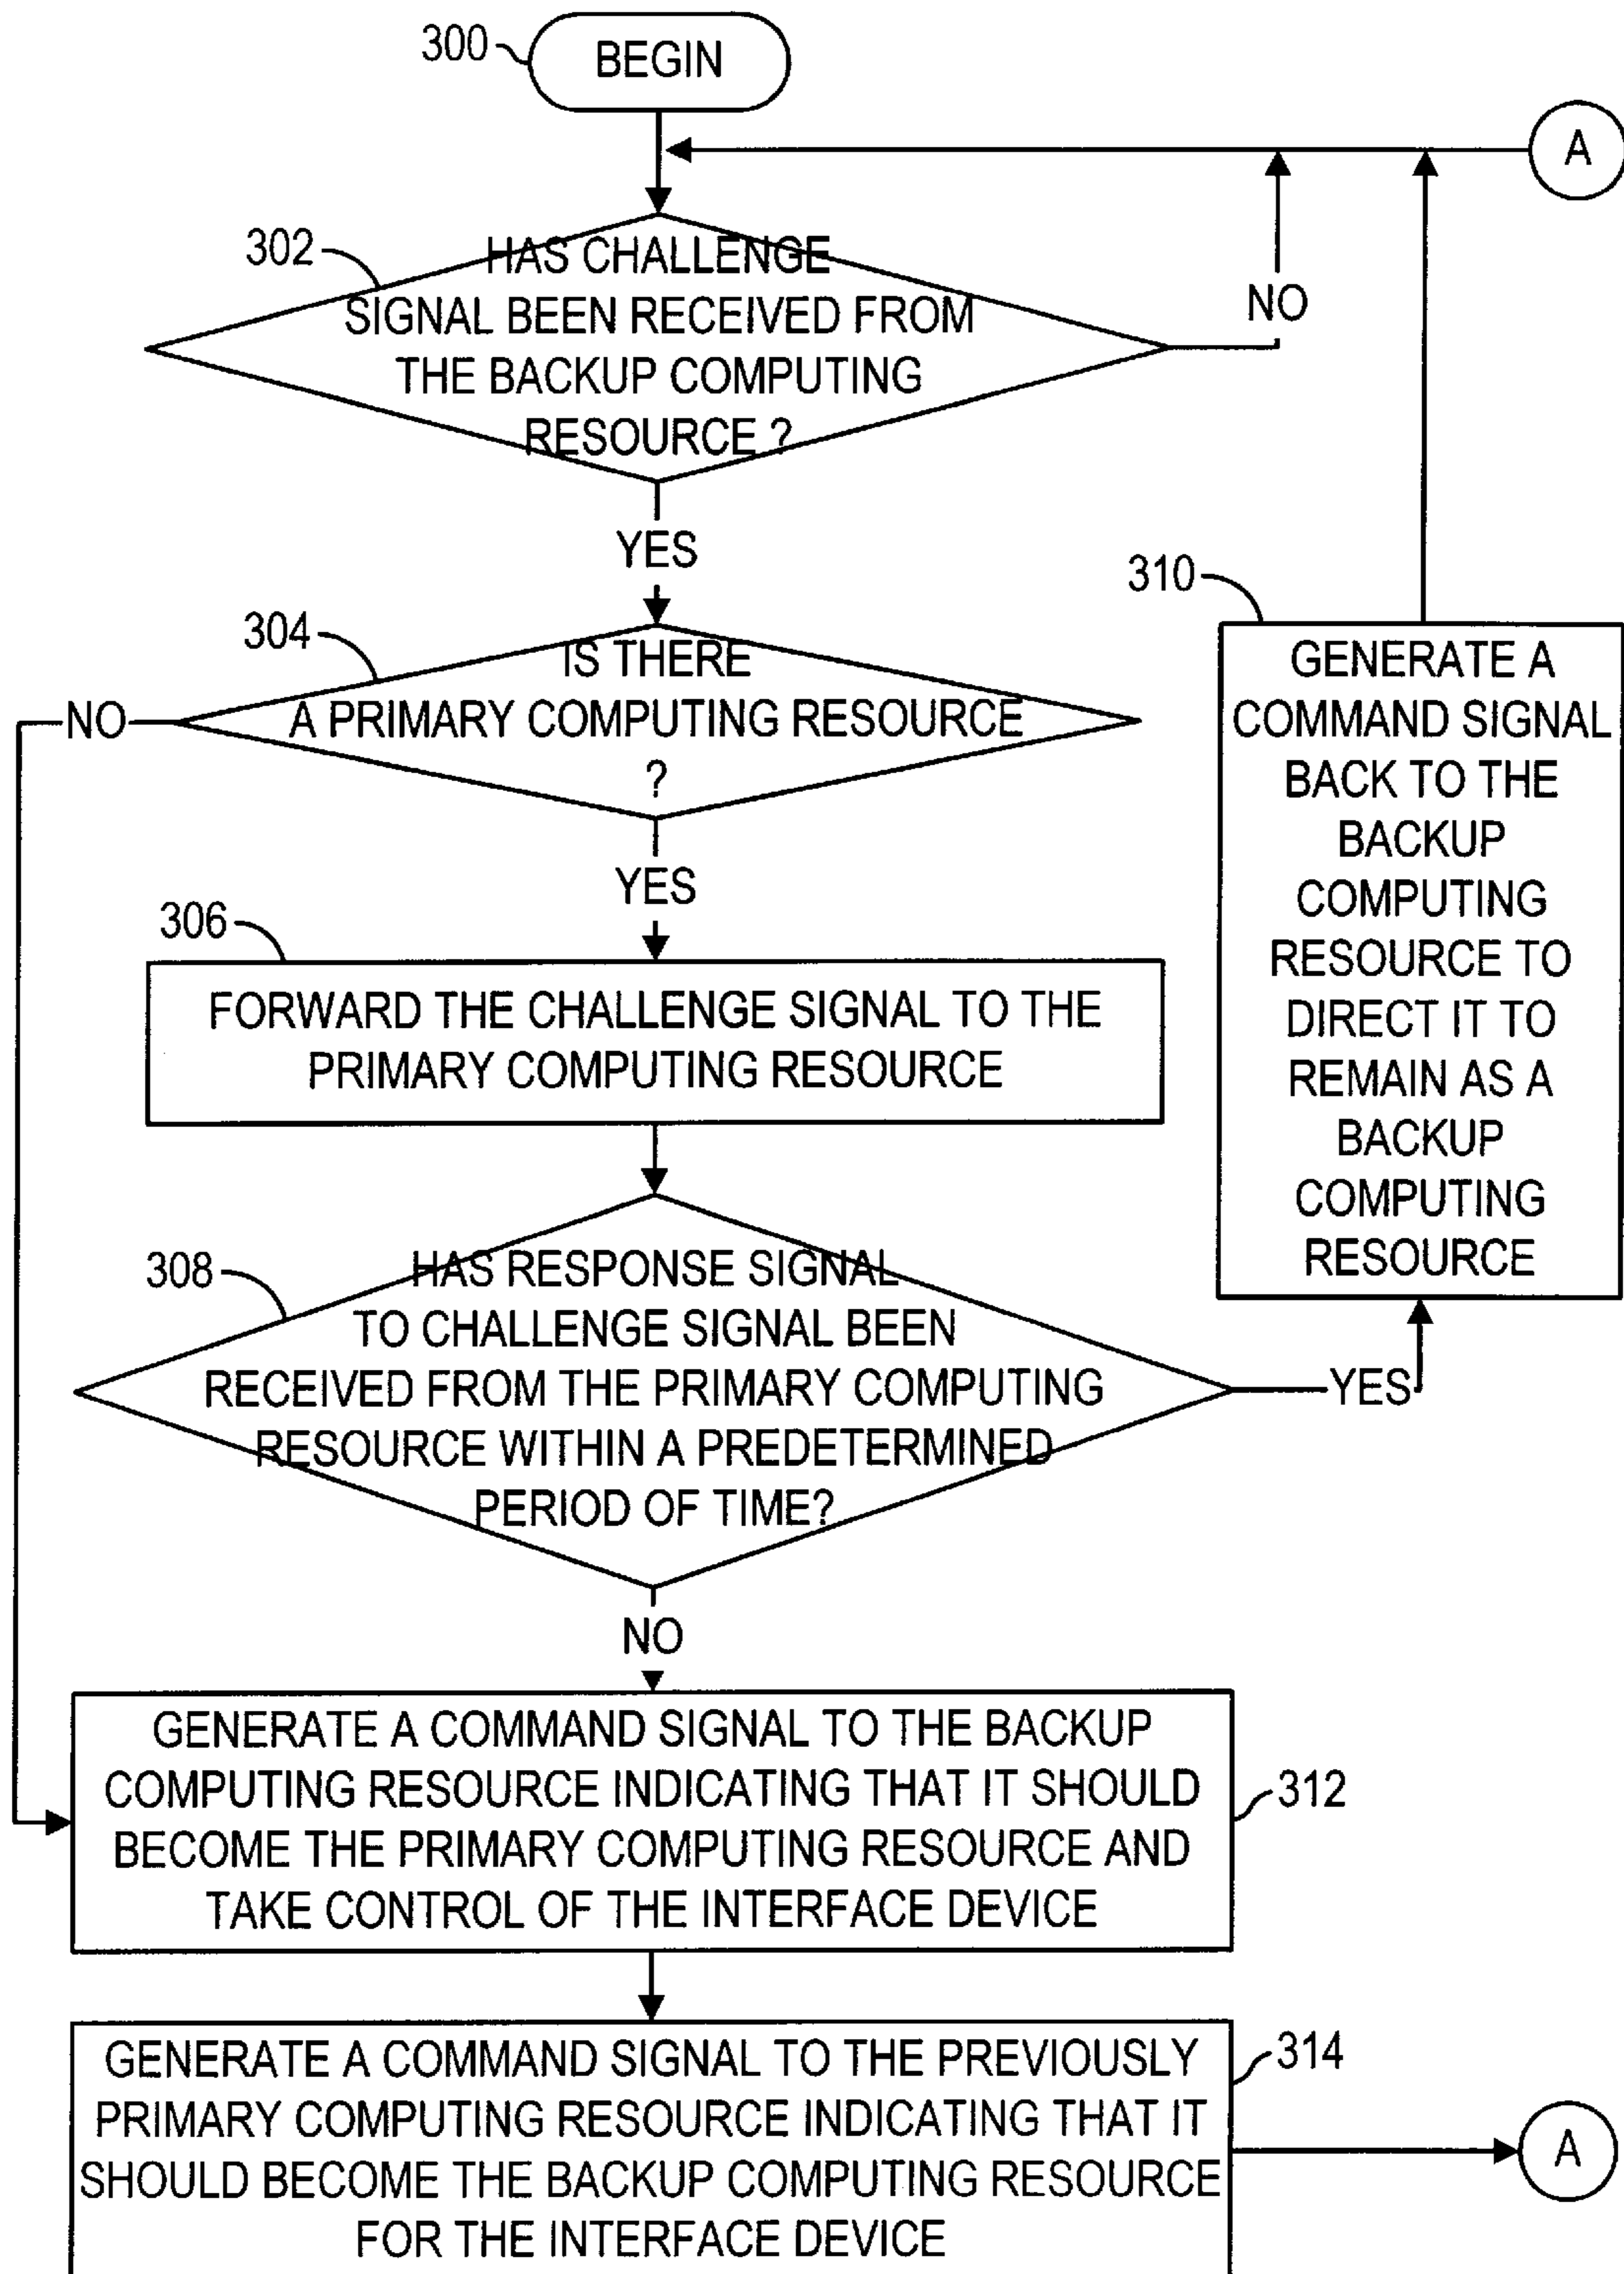 300
BEGIN
A
302
HAS CHALLENGE
SIGNAL BEEN RECEIVED FROM
THE BACKUP COMPUTING
RESOURCE ?
NO
YES
304
IS THERE
A PRIMARY COMPUTING RESOURCE
?
NO
YES
306
FORWARD THE CHALLENGE SIGNAL TO THE
PRIMARY COMPUTING RESOURCE
308
HAS RESPONSE SIGNAL
TO CHALLENGE SIGNAL BEEN
RECEIVED FROM THE PRIMARY COMPUTING
RESOURCE WITHIN A PREDETERMINED
PERIOD OF TIME?
YES
310
GENERATE A
COMMAND SIGNAL
BACK TO THE
BACKUP
COMPUTING
RESOURCE TO
DIRECT IT TO
REMAIN AS A
BACKUP
COMPUTING
RESOURCE
NO
GENERATE A COMMAND SIGNAL TO THE BACKUP
COMPUTING RESOURCE INDICATING THAT IT SHOULD
BECOME THE PRIMARY COMPUTING RESOURCE AND
TAKE CONTROL OF THE INTERFACE DEVICE
312
GENERATE A COMMAND SIGNAL TO THE PREVIOUSLY
PRIMARY COMPUTING RESOURCE INDICATING THAT IT
SHOULD BECOME THE BACKUP COMPUTING RESOURCE
FOR THE INTERFACE DEVICE
314
A